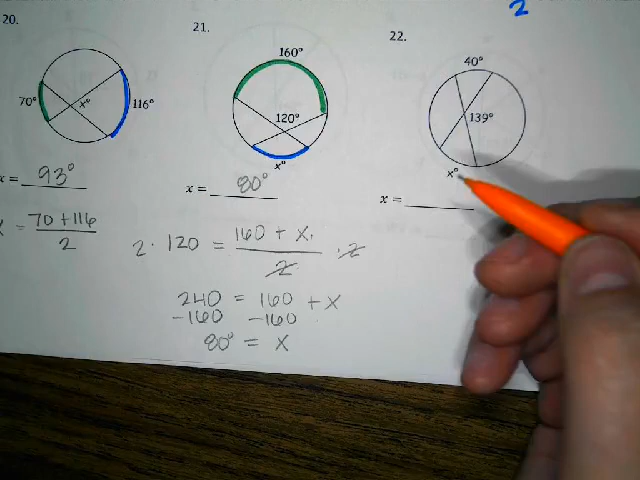 20.
70°
x°
116°
x = 93°
x = 70 + 116
2
21.
160°
120°
x°
x = 80°
2 · 120 = 160 + x · 2
2
240 = 160 + x
-160 -160
80° = x
2
22.
40°
139°
x°
x =